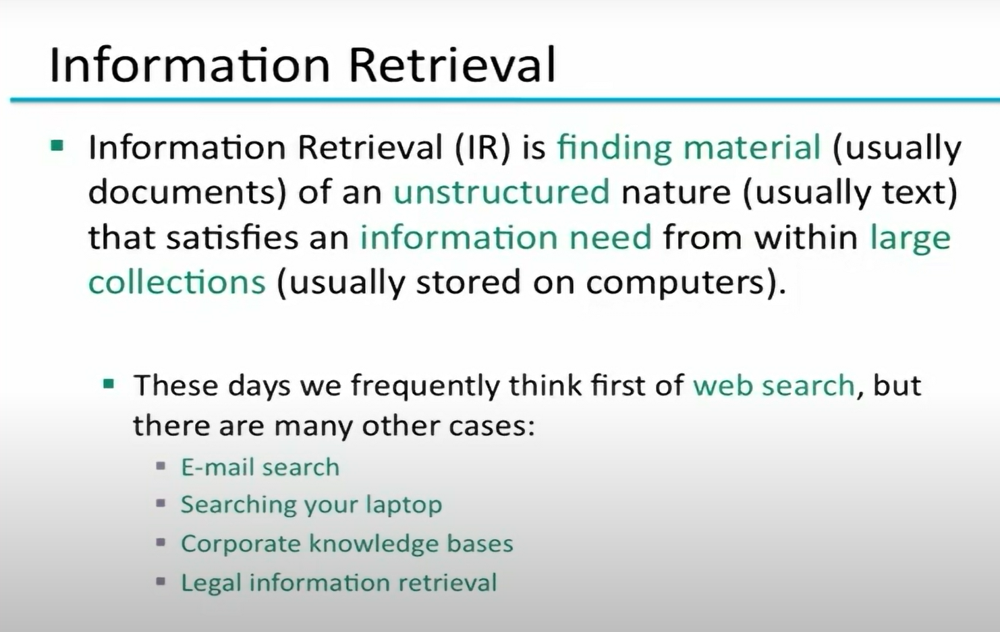 Information Retrieval
Information Retrieval (IR) is finding material (usually
documents) of an unstructured nature (usually text)
that satisfies an information need from within large
collections (usually stored on computers).
These days we frequently think first of web search, but
there are many other cases:
E-mail search
Searching your laptop
Corporate knowledge bases
Legal information retrieval